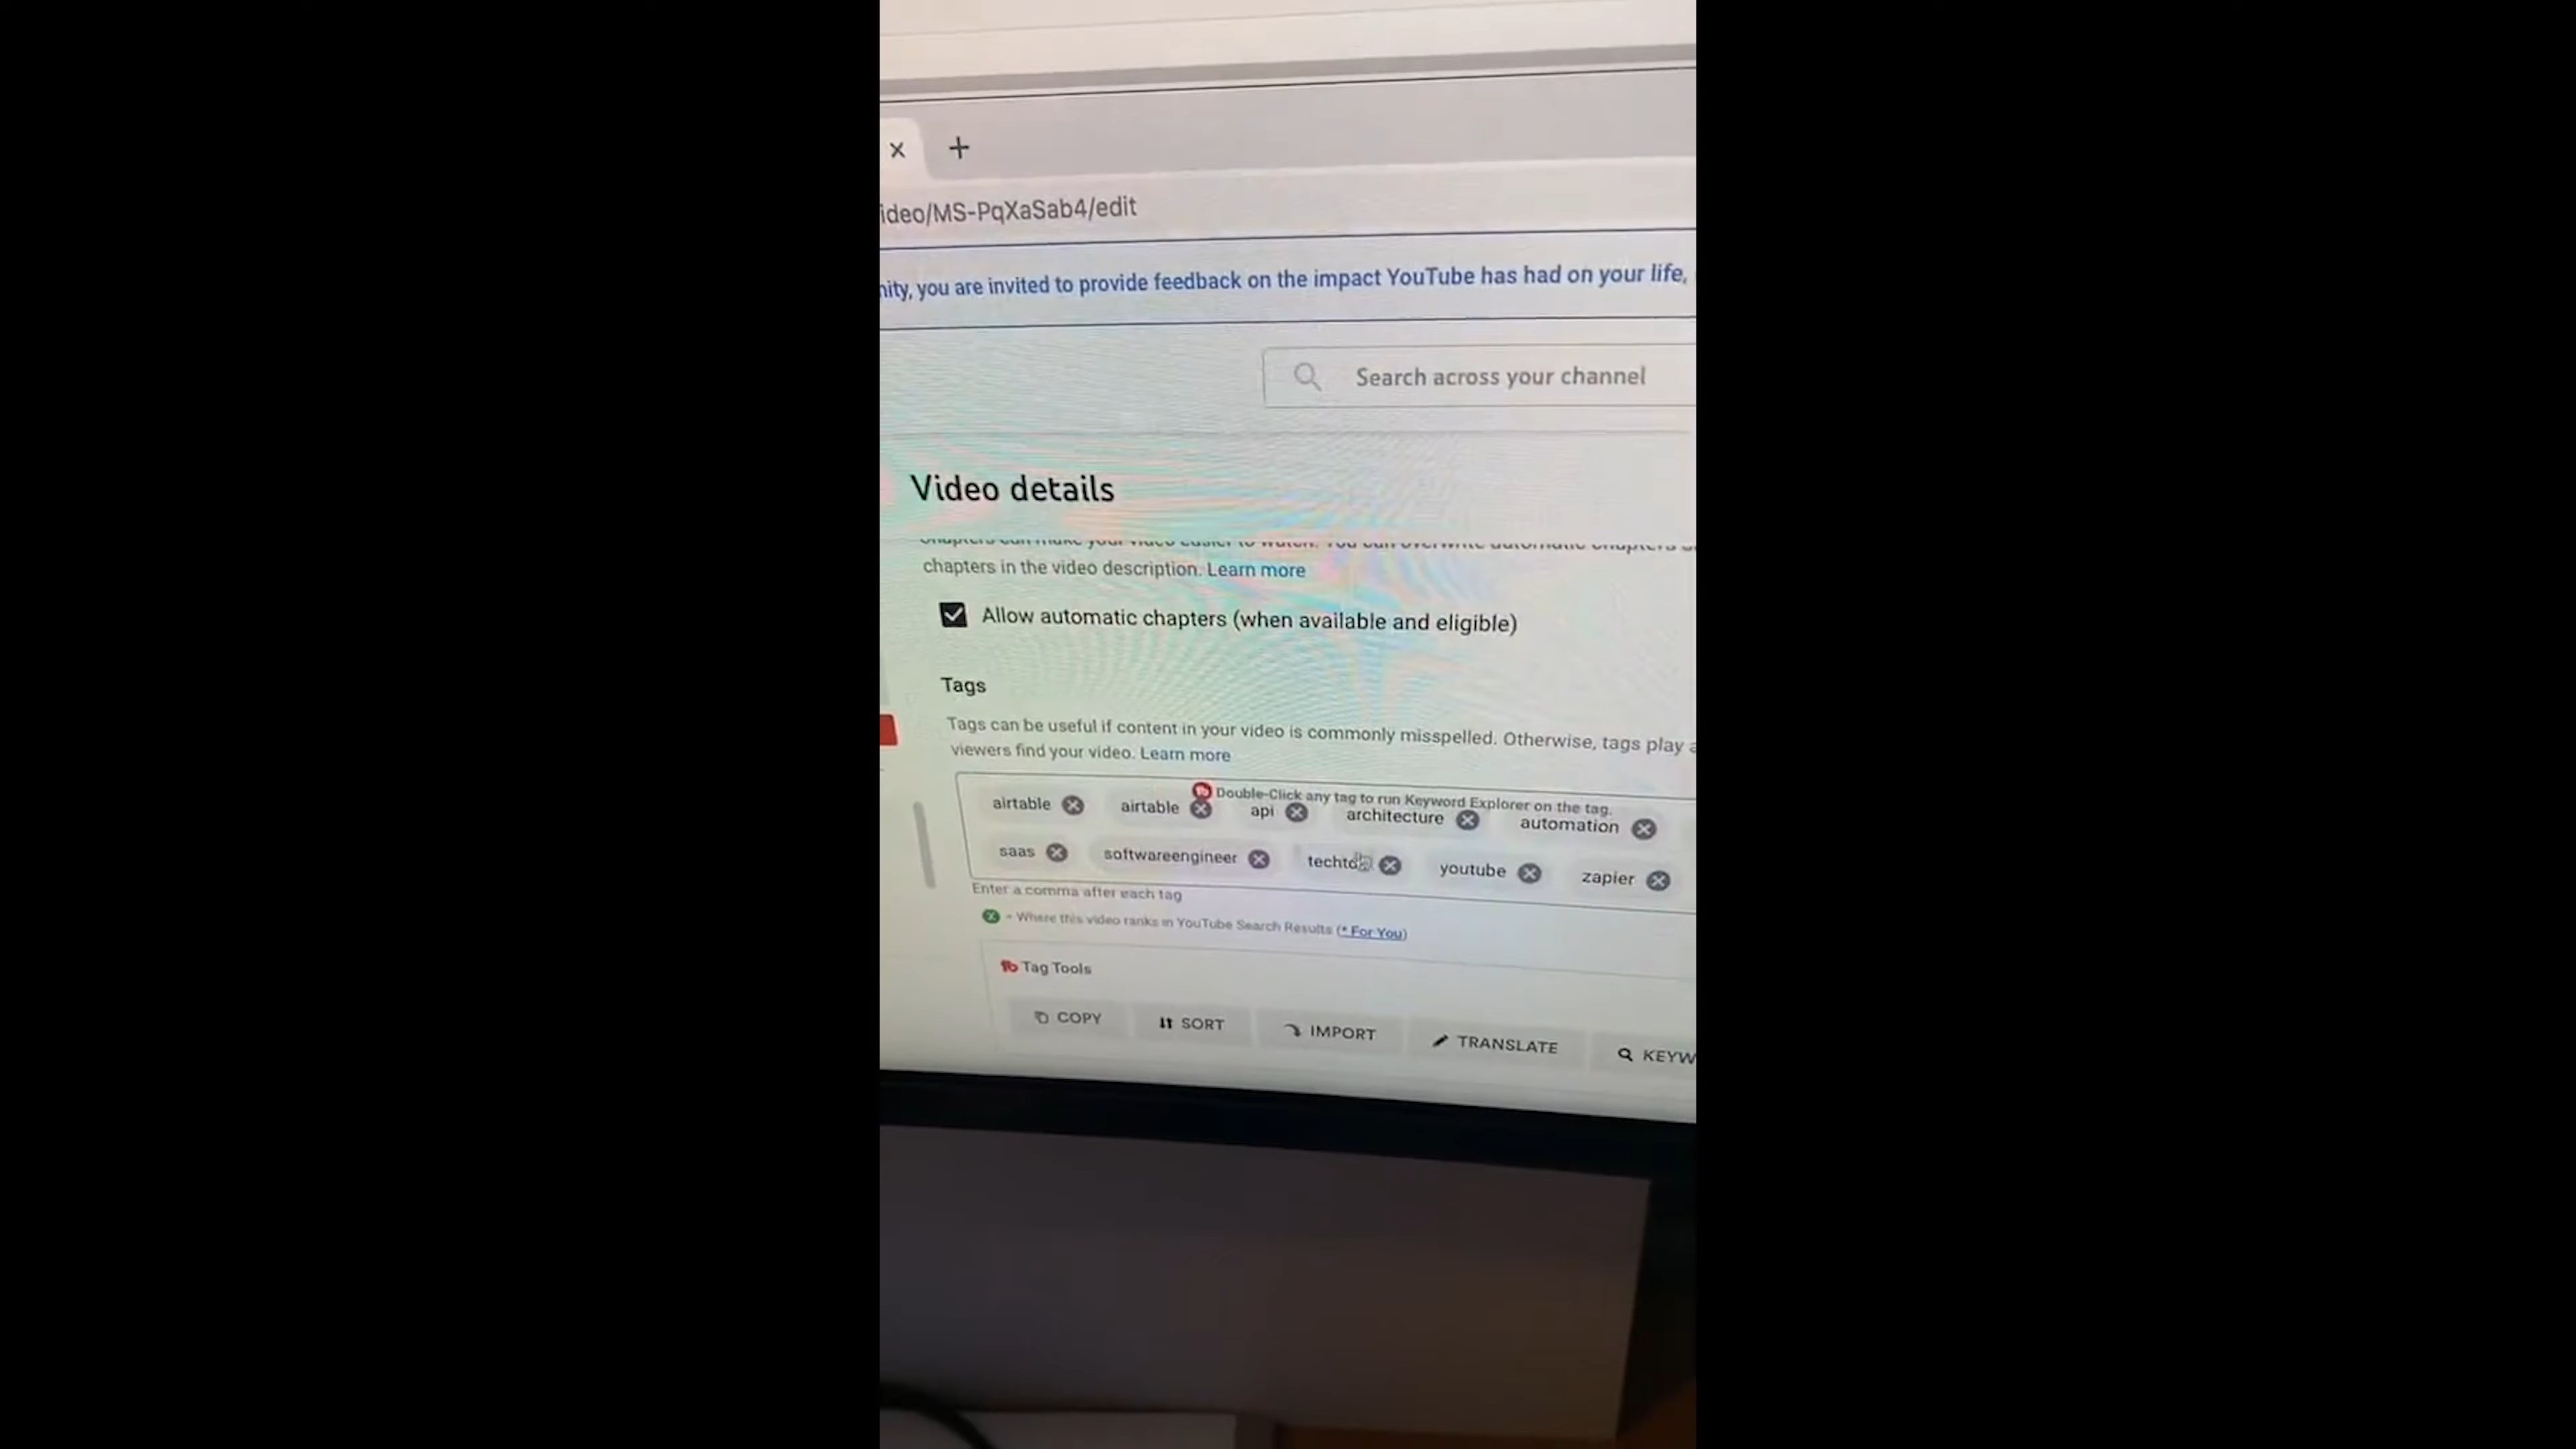 ideo/MS-PqXaSab4/edit
nity, you are invited to provide feedback on the impact YouTube has had on your life,
Search across your channel
Video details
chapters in the video description. Learn more
Allow automatic chapters (when available and eligible)
Tags
Tags can be useful if content in your video is commonly misspelled. Otherwise, tags play a
viewers find your video. Learn more
Double-Click any tag to run Keyword Explorer on the tag.
airtable airtable api architecture automation
saas softwareengineer youtube zapier
Enter a comma after each tag
- Where this video ranks in YouTube Search Results (* For You)
Tag Tools
COPY SORT IMPORT TRANSLATE KEYW